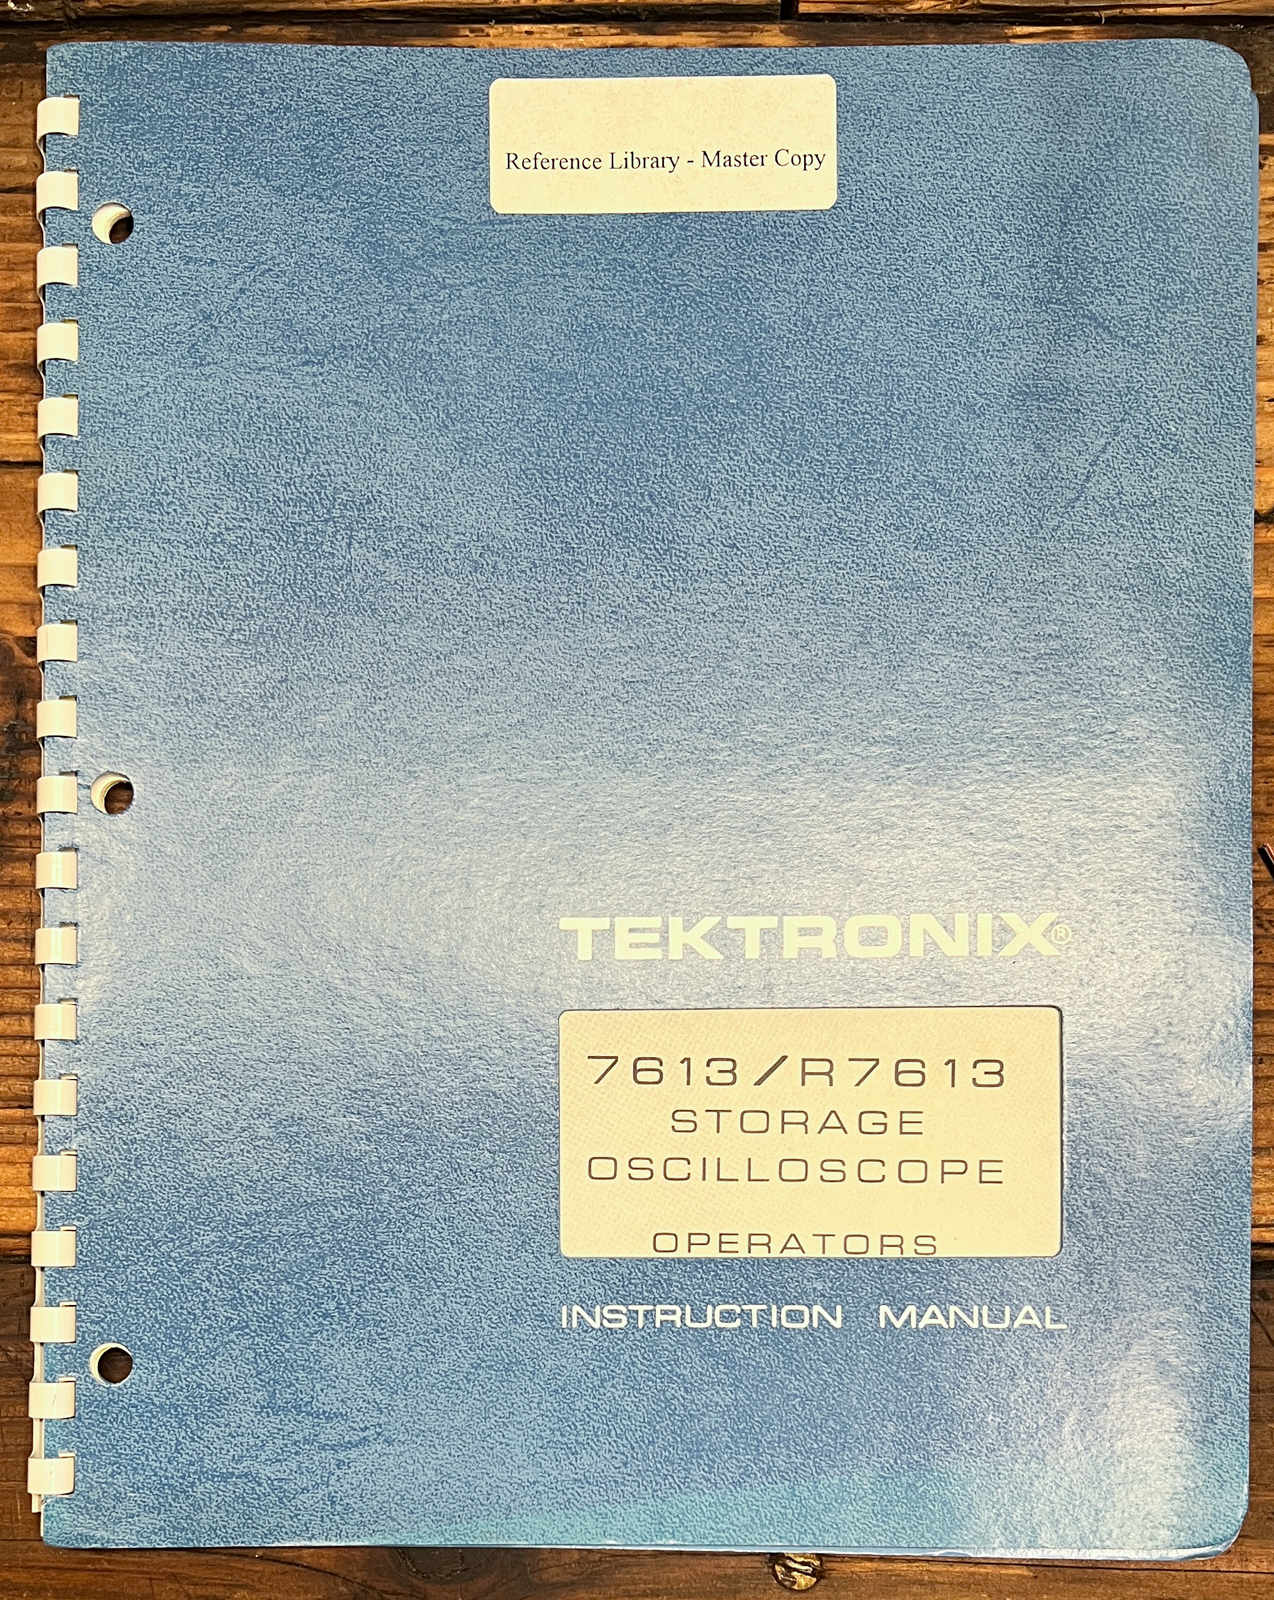 Reference Library - Master Copy
TEKTRONIX®
7613/R7613
STORAGE
OSCILLOSCOPE
OPERATORS
INSTRUCTION MANUAL